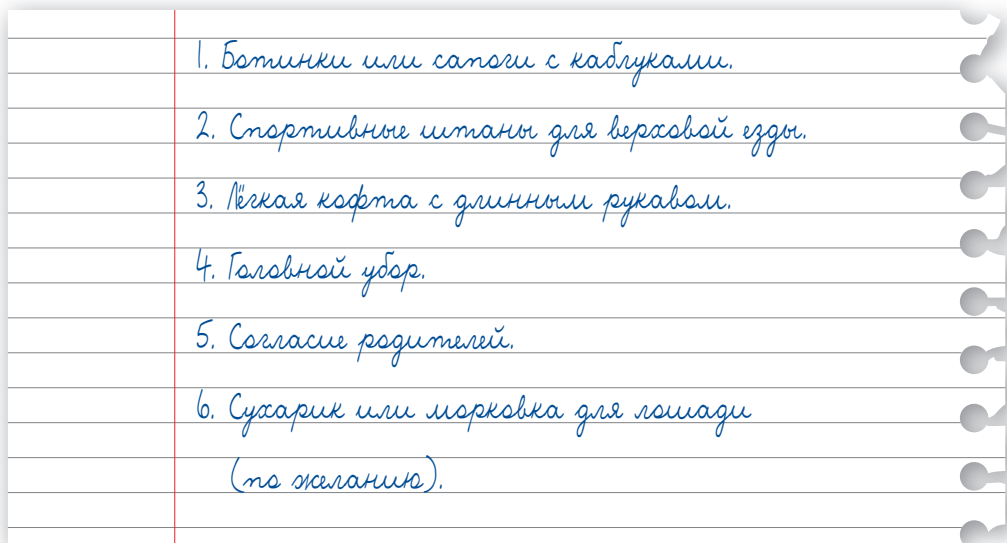 1. Ботинки или сапоги с каблуками.
2. Спортивные штаны для верховой езды.
3. Лёгкая кофта с длинным рукавом.
4. Головной убор.
5. Согласие родителей.
6. Сухарик или морковка для лошади
(по желанию).